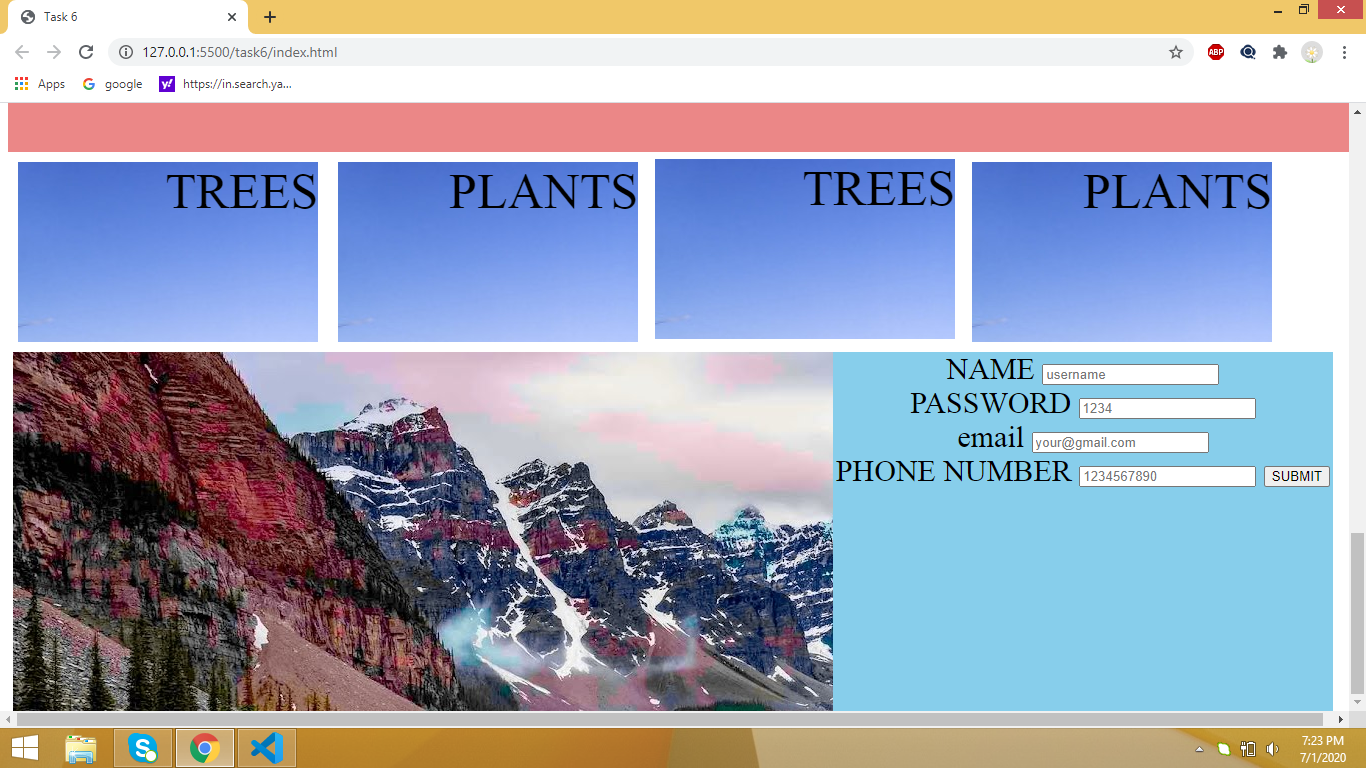 Task 6
127.0.0.1:5500/task6/index.html
ABP
Apps google https://in.search.ya...
TREES PLANTS TREES PLANTS
NAME username
PASSWORD 1234
email your@gmail.com
PHONE NUMBER 1234567890 SUBMIT
7:23 PM
7/1/2020